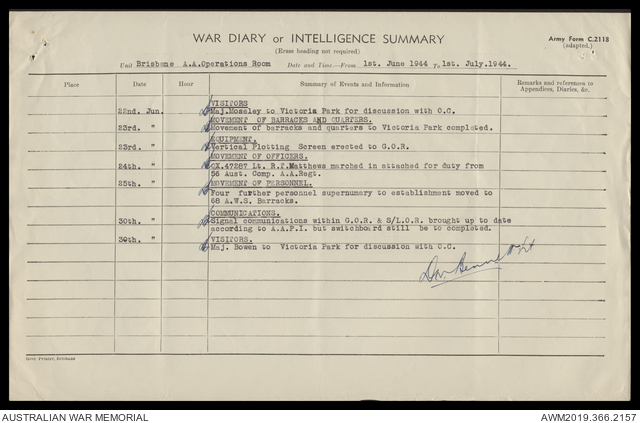 WAR DIARY or INTELLIGENCE SUMMARY
(Erase heading not required)
Army Form C.2118
(adapted.)
Unit Brisbane A.A.Operations Room Date and Time.—From 1st. June 1944 To 1st. July.1944.
Place Date Hour Summary of Events and Information Remarks and references to Appendices, Diaries, &c.
VISITORS
22nd. Jun. Maj.Moseley to Victoria Park for discussion with O.C.
MOVEMENT OF BARRACKS AND QUARTERS.
23rd. " Movement of barracks and quarters to Victoria Park completed.
EQUIPMENT.
23rd. " Vertical Plotting Screen erected to G.O.R.
MOVEMENT OF OFFICERS.
24th. " QX.47287 Lt. R.T.Matthews marched in attached for duty from
56 Aust. Comp. A.A.Regt.
25th. " MOVEMENT OF PERSONNEL.
Four further personnel supernumary to establishment moved to
68 A.W.S. Barracks.
COMMUNICATIONS.
30th. " Signal communications within G.O.R. & S/L.O.R. brought up to date
according to A.A.P.I. but switchboard still be to completed.
30th. " VISITORS.
Maj. Bowen to Victoria Park for discussion with O.C.
Govt. Printer, Brisbane
AUSTRALIAN WAR MEMORIAL
AWM2019.366.2157